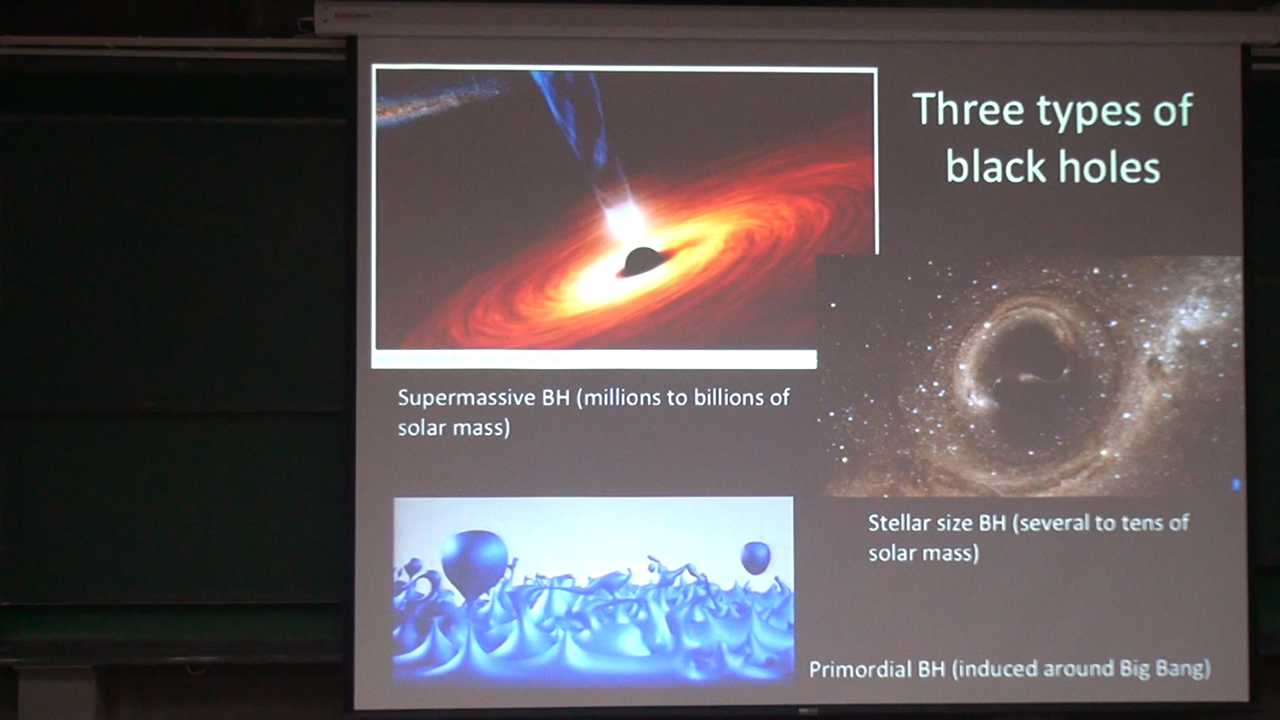 Three types of
black holes
Supermassive BH (millions to billions of
solar mass)
Stellar size BH (several to tens of
solar mass)
Primordial BH (induced around Big Bang)